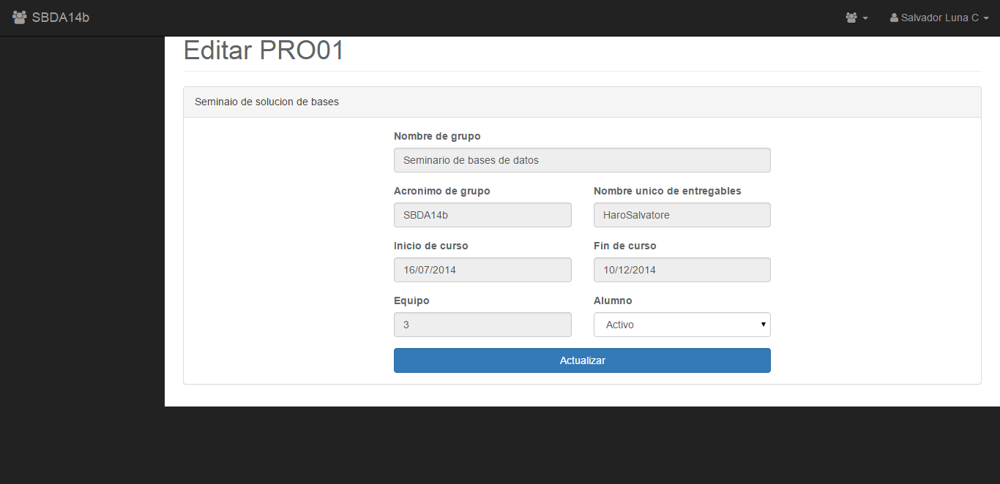 SBDA14b
Salvador Luna C
Editar PRO01
Seminaio de solucion de bases
Nombre de grupo
Seminario de bases de datos
Acronimo de grupo
Nombre unico de entregables
SBDA14b
HaroSalvatore
Inicio de curso
Fin de curso
16/07/2014
10/12/2014
Equipo
Alumno
3
Activo
Actualizar